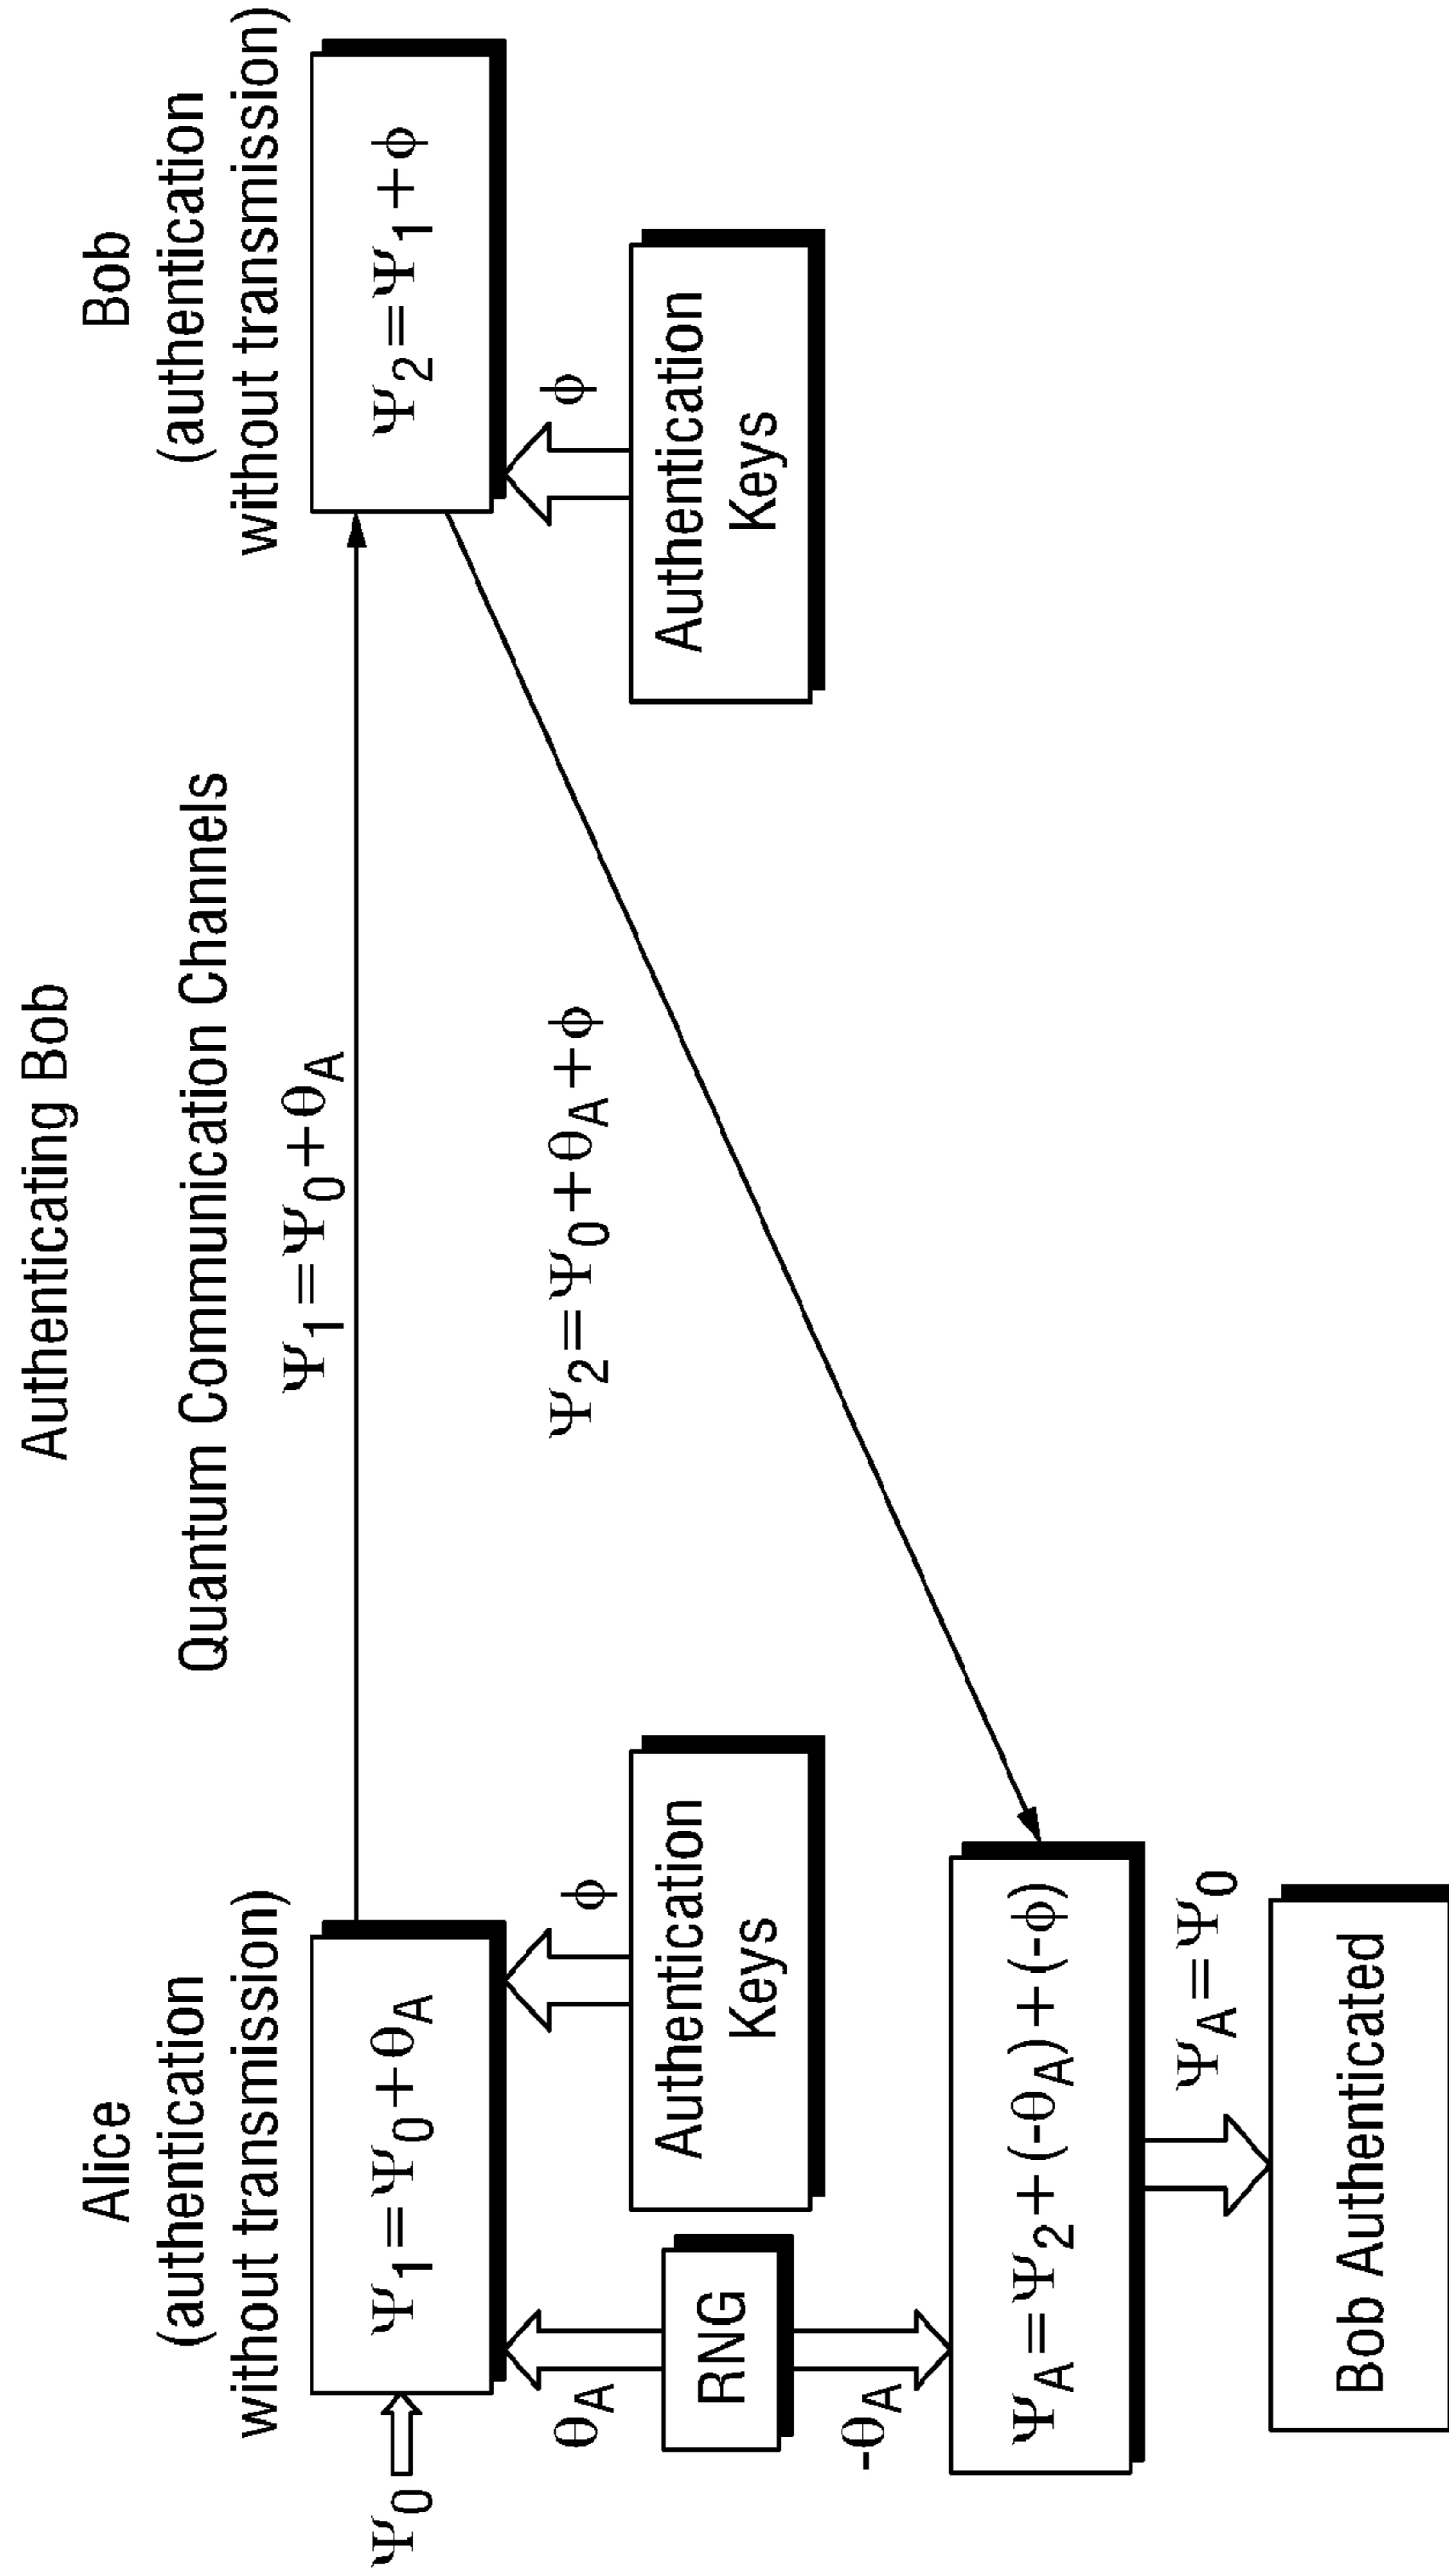 Authenticating Bob
Alice
(authentication
without transmission)
Quantum Communication Channels
Bob
(authentication
without transmission)
Ψ0
Ψ1=Ψ0+θA
Ψ1=Ψ0+θA
Ψ2=Ψ1+ϕ
θA
ϕ
Ψ2=Ψ0+θA+ϕ
ϕ
RNG
Authentication
Keys
Authentication
Keys
-θA
ΨA=Ψ2+(-θA)+(-ϕ)
ΨA=Ψ0
Bob Authenticated